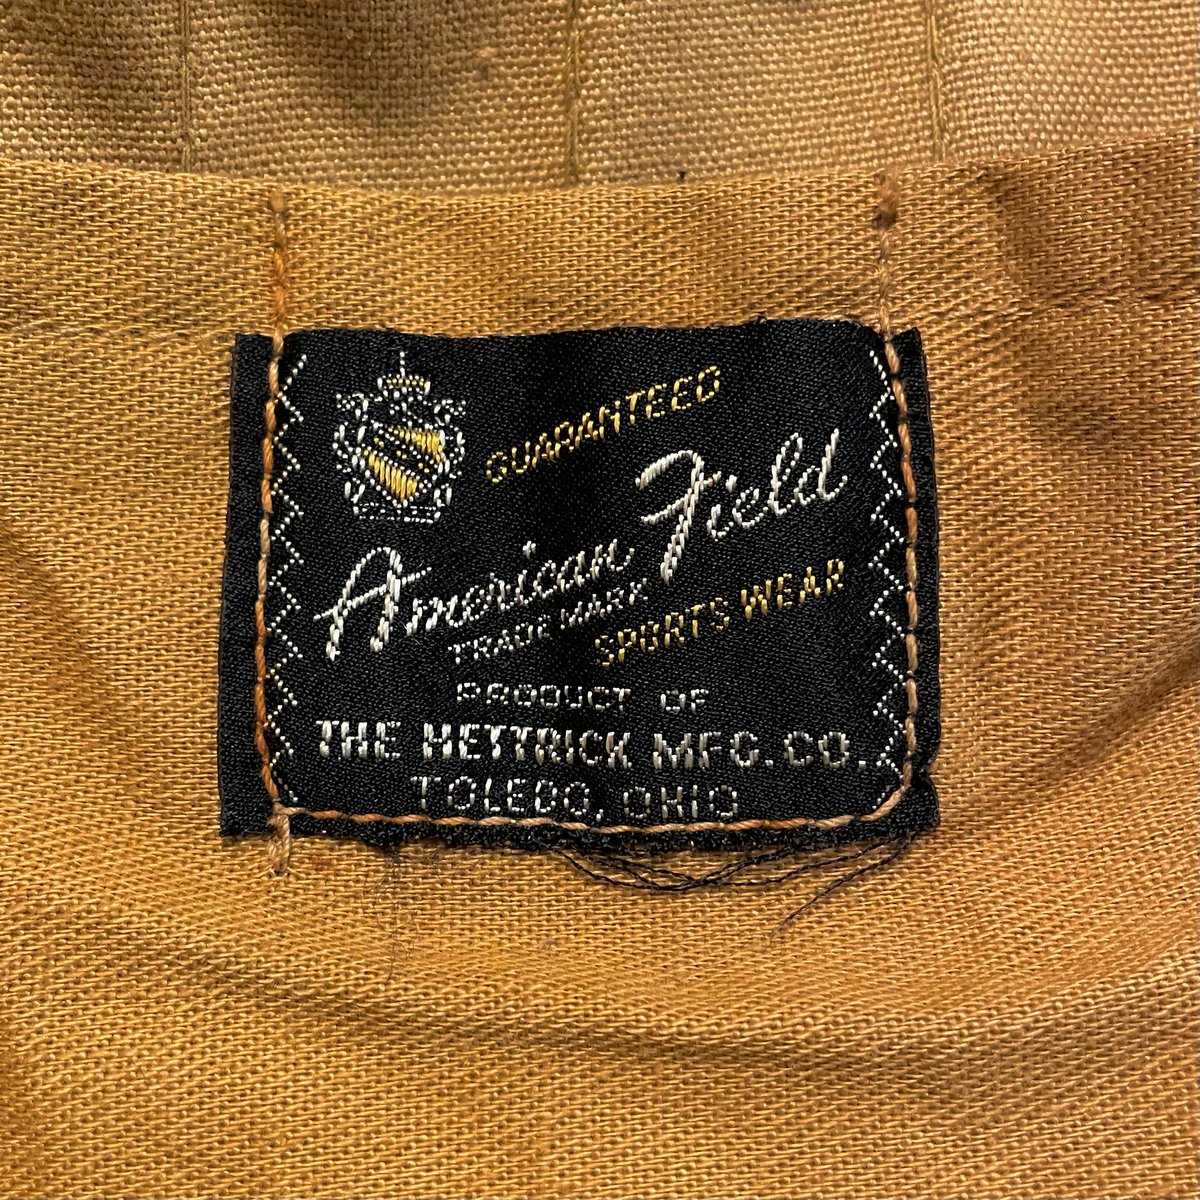 GUARANTEED
American Field
TRADE MARK
SPORTS WEAR
PRODUCT OF
THE HETTRICK MFG. CO.
TOLEDO, OHIO